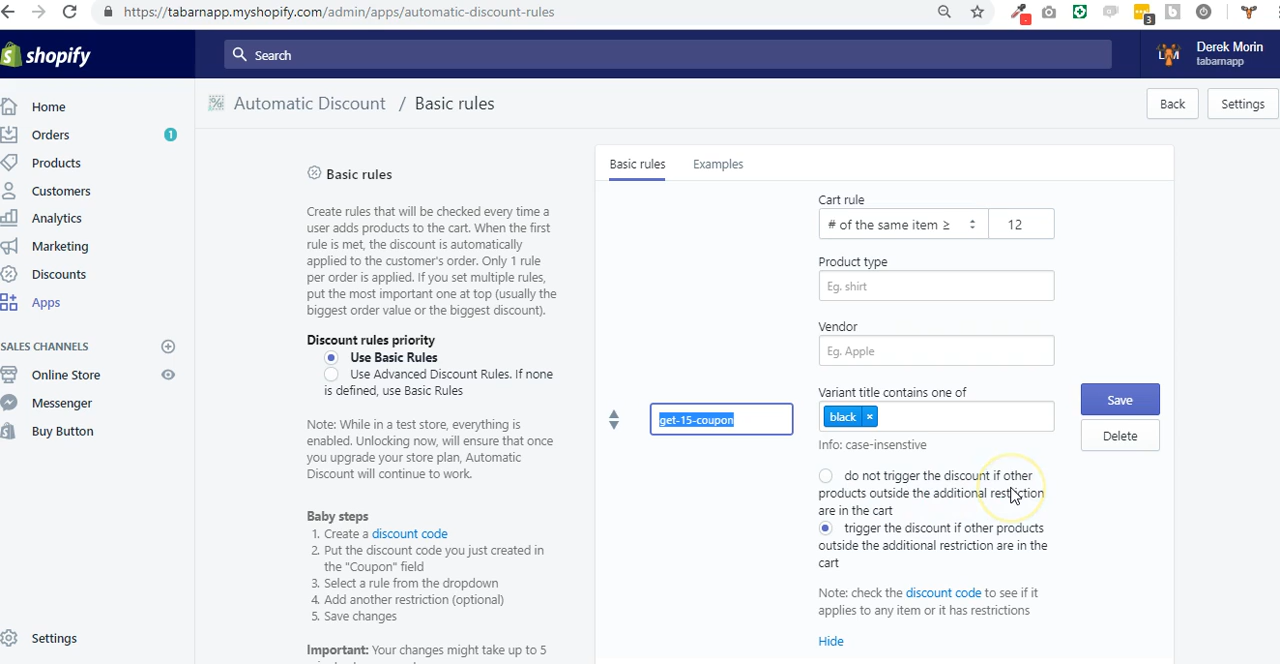 https://tabarnapp.myshopify.com/admin/apps/automatic-discount-rules
3
shopify
Search
Derek Morin
tabarnapp
Home
Orders 1
Products
Customers
Analytics
Marketing
Discounts
Apps
SALES CHANNELS
Online Store
Messenger
Buy Button
Settings
Automatic Discount / Basic rules
Back
Settings
Basic rules
Create rules that will be checked every time a
user adds products to the cart. When the first
rule is met, the discount is automatically
applied to the customer's order. Only 1 rule
per order is applied. If you set multiple rules,
put the most important one at top (usually the
biggest order value or the biggest discount).
Discount rules priority
Use Basic Rules
Use Advanced Discount Rules. If none
is defined, use Basic Rules
Note: While in a test store, everything is
enabled. Unlocking now, will ensure that once
you upgrade your store plan, Automatic
Discount will continue to work.
Baby steps
1. Create a discount code
2. Put the discount code you just created in
the "Coupon" field
3. Select a rule from the dropdown
4. Add another restriction (optional)
5. Save changes
Important: Your changes might take up to 5
Basic rules
Examples
get-15-coupon
Cart rule
# of the same item ≥ 12
Product type
Eg. shirt
Vendor
Eg. Apple
Variant title contains one of
black ×
Info: case-insenstive
do not trigger the discount if other
products outside the additional restriction
are in the cart
trigger the discount if other products
outside the additional restriction are in the
cart
Note: check the discount code to see if it
applies to any item or it has restrictions
Hide
Save
Delete